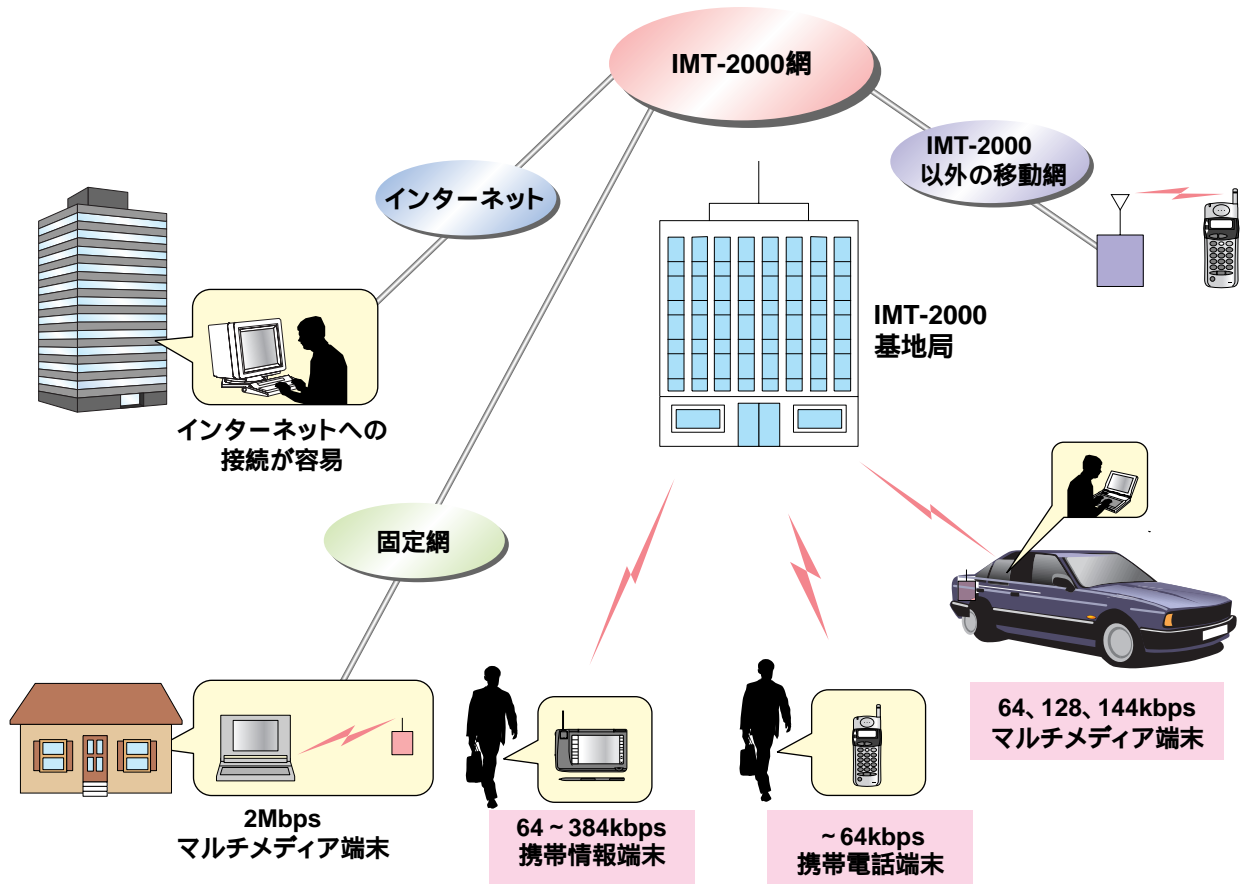 IMT-2000網
インターネット
IMT-2000
以外の移動網
IMT-2000
基地局
インターネットへの
接続が容易
固定網
2Mbps
マルチメディア端末
64~384kbps
携帯情報端末
~64kbps
携帯電話端末
64、128、144kbps
マルチメディア端末